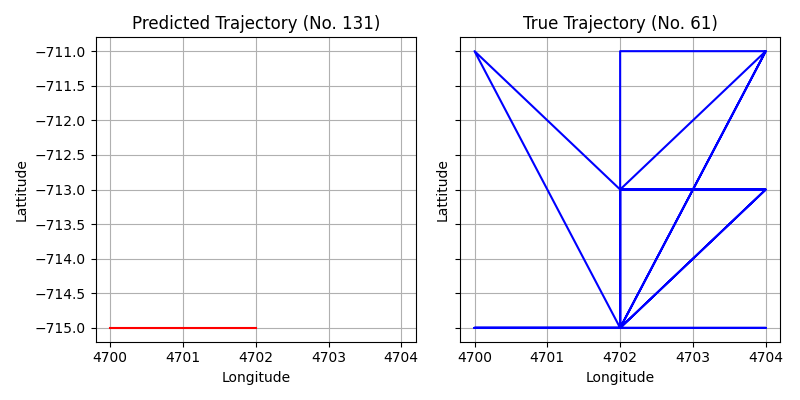 Predicted Trajectory (No. 131)
Lattitude
−711.0
−711.5
−712.0
−712.5
−713.0
−713.5
−714.0
−714.5
−715.0
4700 4701 4702 4703 4704
Longitude
True Trajectory (No. 61)
Lattitude
4700 4701 4702 4703 4704
Longitude